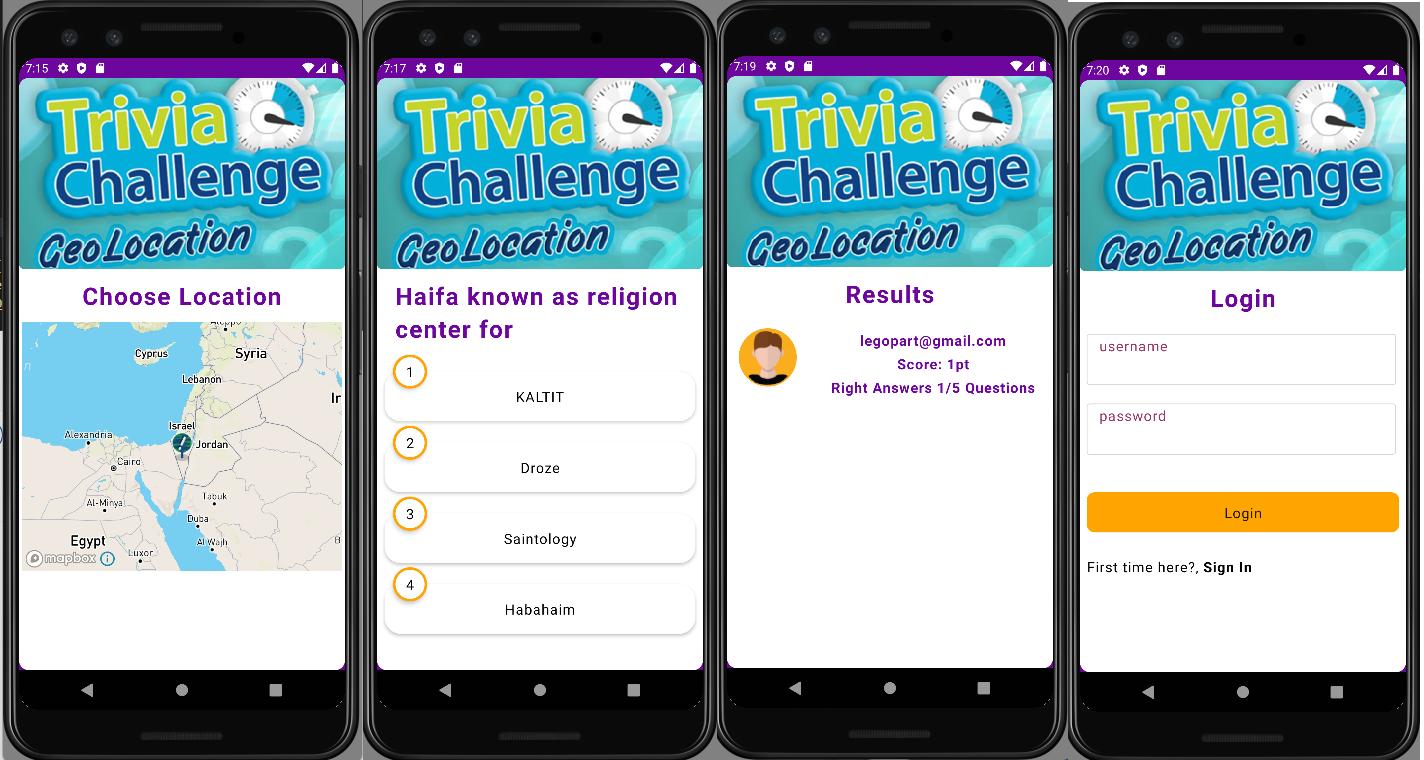 7:15
Trivia
Challenge
GeoLocation
Choose Location
Aleppo
Cyprus
Syria
Lebanon
Ir
Israel
Alexandria
Jordan
Cairo
Al-Minya
Tabuk
Duba
Egypt
Al Wajh
Luxor
B
mapbox
7:17
Trivia
Challenge
GeoLocation
Haifa known as religion
center for
1
KALTIT
2
Droze
3
Saintology
4
Habahaim
7:19
Trivia
Challenge
GeoLocation
Results
legopart@gmail.com
Score: 1pt
Right Answers 1/5 Questions
7:20
Trivia
Challenge
GeoLocation
Login
username
password
Login
First time here?, Sign In